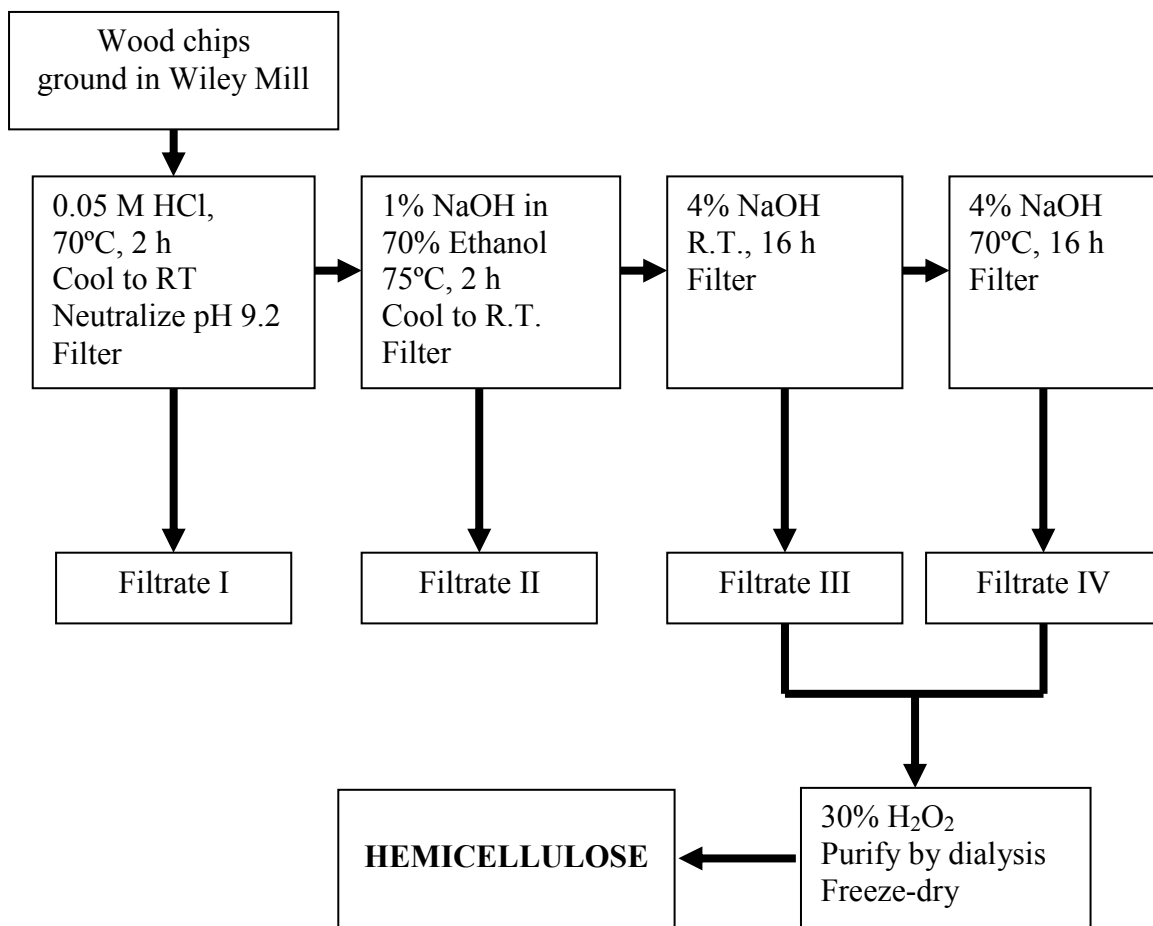 Wood chips
ground in Wiley Mill
0.05 M HCl,
70ºC, 2 h
Cool to RT
Neutralize pH 9.2
Filter
1% NaOH in
70% Ethanol
75ºC, 2 h
Cool to R.T.
Filter
4% NaOH
R.T., 16 h
Filter
4% NaOH
70ºC, 16 h
Filter
Filtrate I
Filtrate II
Filtrate III
Filtrate IV
HEMICELLULOSE
30% H₂O₂
Purify by dialysis
Freeze-dry